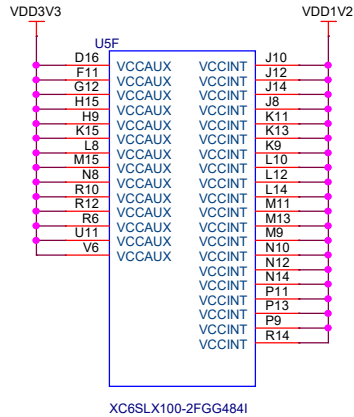 VDD3V3 VDD1V2
U5F
D16 VCCAUX VCCINT J10
F11 VCCAUX VCCINT J12
G12 VCCAUX VCCINT J14
H15 VCCAUX VCCINT J8
H9 VCCAUX VCCINT K11
K15 VCCAUX VCCINT K13
L8 VCCAUX VCCINT K9
M15 VCCAUX VCCINT L10
N8 VCCAUX VCCINT L12
R10 VCCAUX VCCINT L14
R12 VCCAUX VCCINT M11
R6 VCCAUX VCCINT M13
U11 VCCAUX VCCINT M9
V6 VCCAUX VCCINT N10
VCCINT N12
VCCINT N14
VCCINT P11
VCCINT P13
VCCINT P9
VCCINT R14
XC6SLX100-2FGG484I